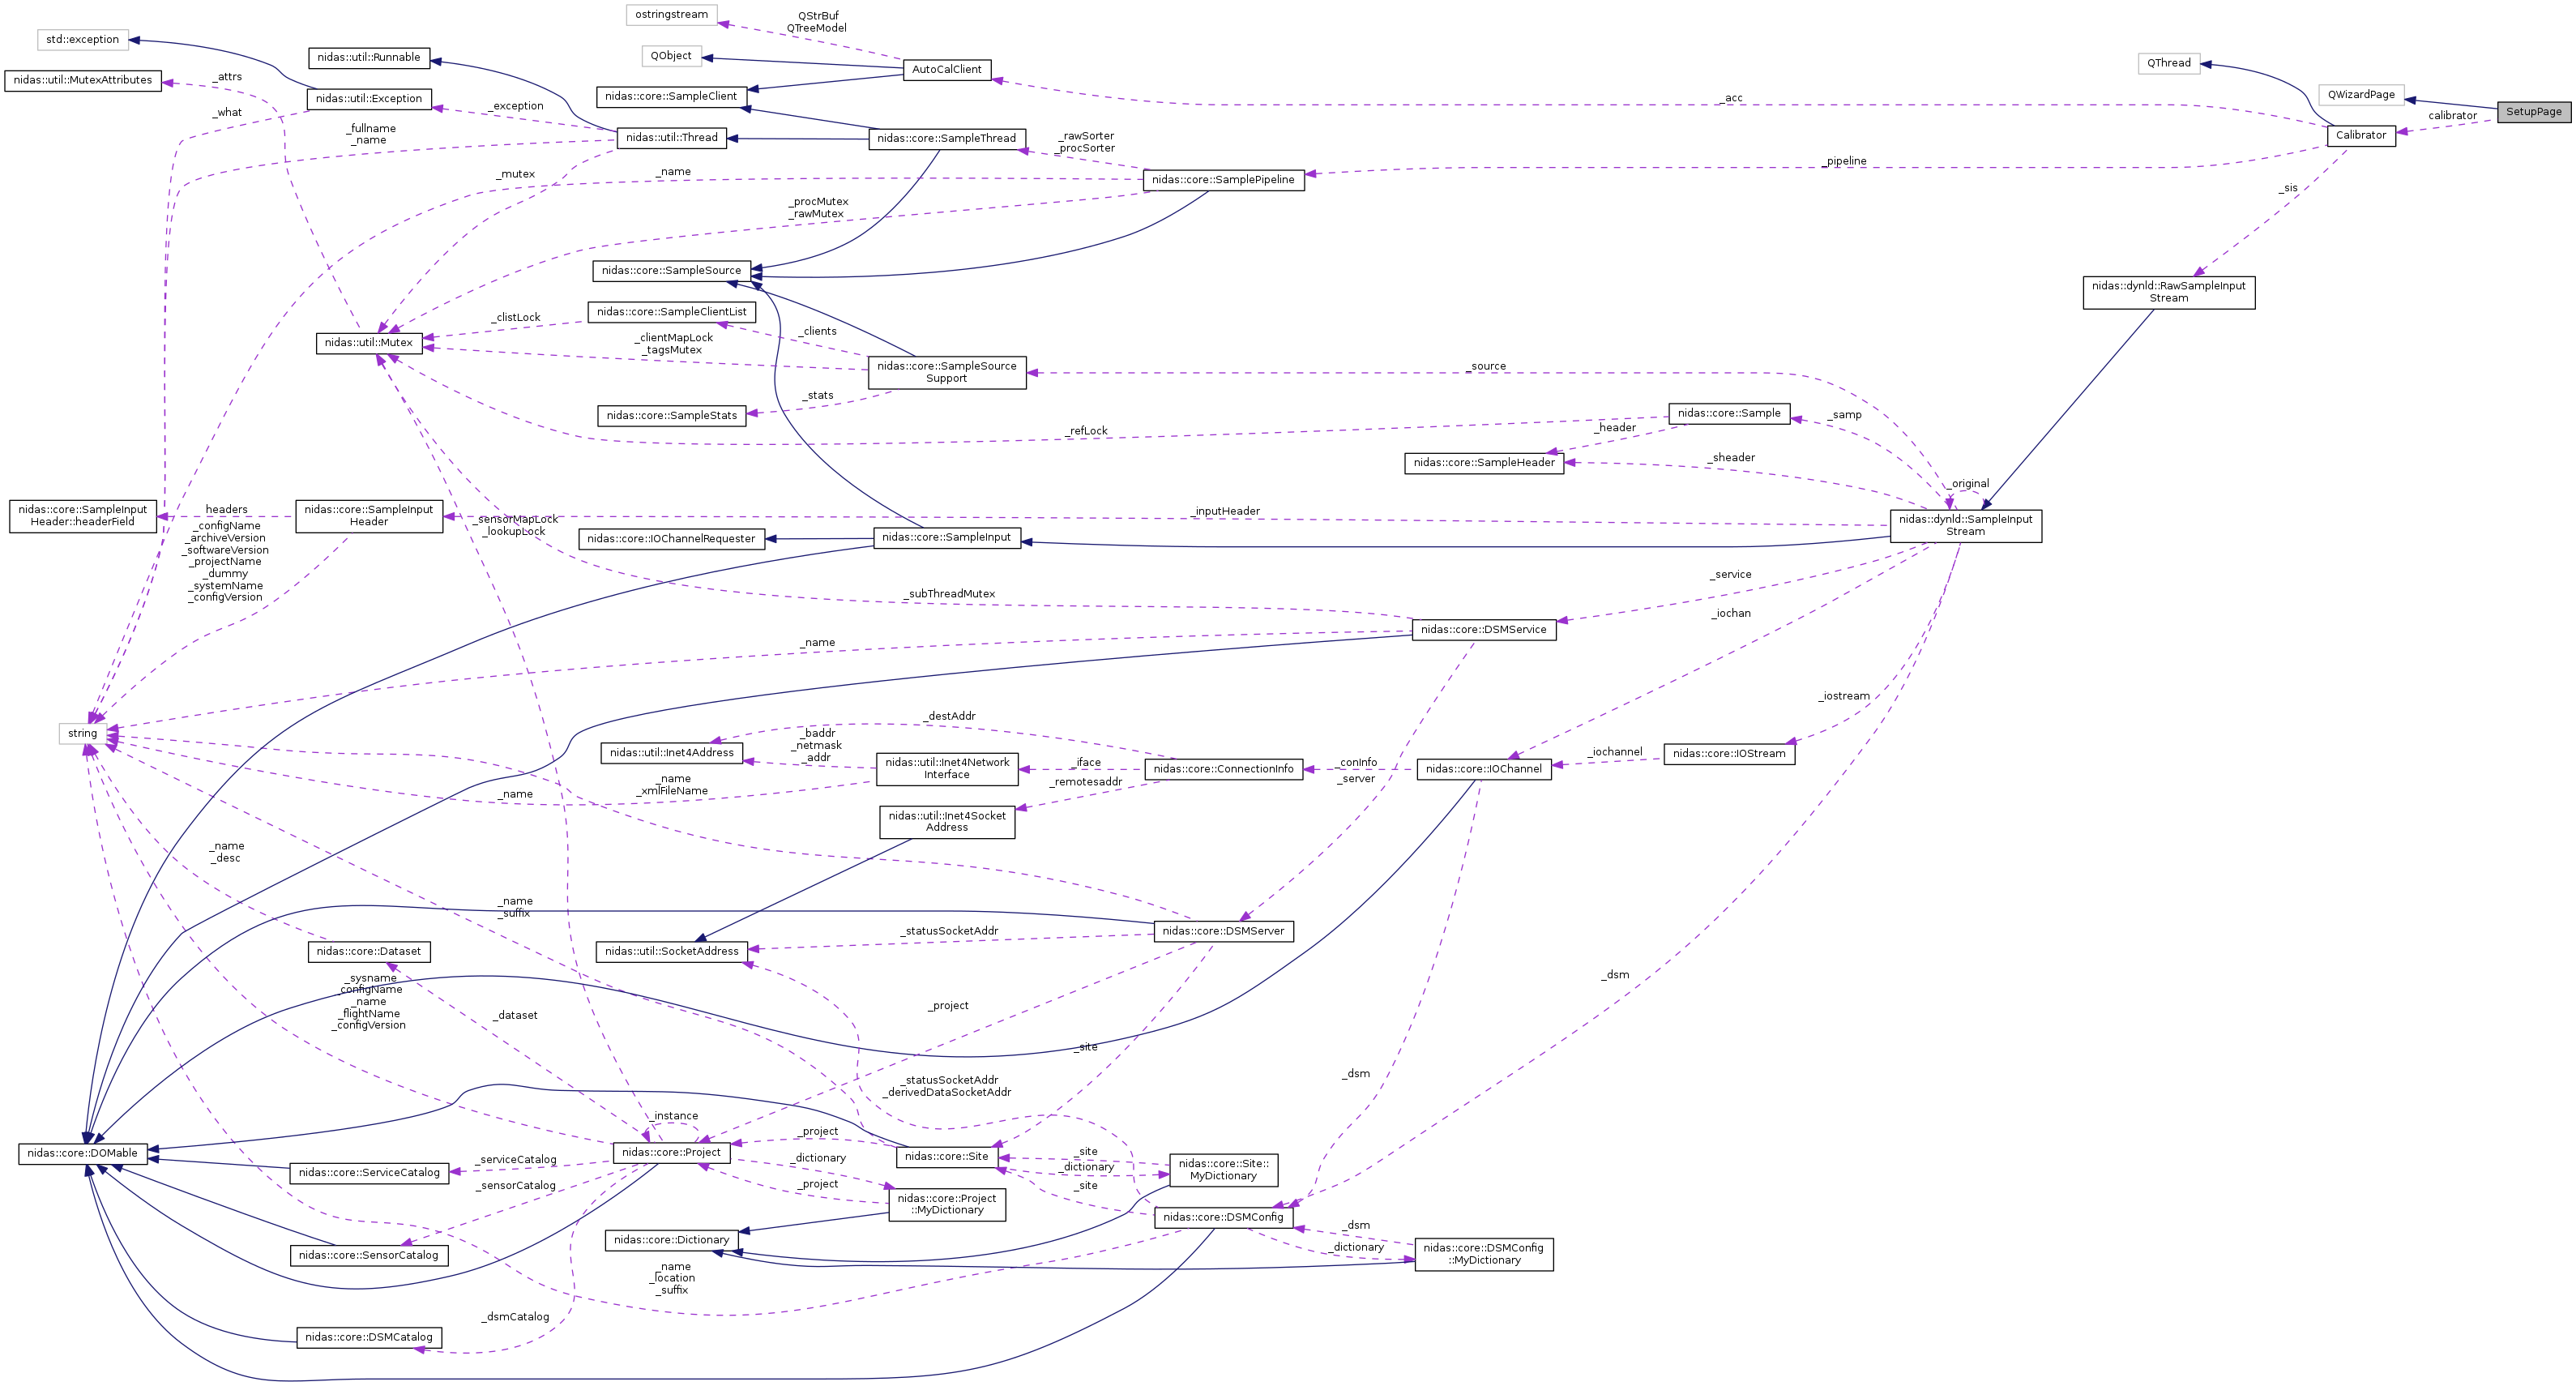 ostringstream
QStrBuf
QTreeModel
std::exception
nidas::util::Runnable
QObject
QThread
AutoCalClient
nidas::util::MutexAttributes
_attrs
nidas::util::Exception
nidas::core::SampleClient
_acc
QWizardPage
SetupPage
calibrator
_what
_exception
_fullname
_name
nidas::util::Thread
nidas::core::SampleThread
_rawSorter
_procSorter
Calibrator
_pipeline
_mutex
_name
nidas::core::SamplePipeline
_sis
_procMutex
_rawMutex
nidas::core::SampleSource
nidas::dynld::RawSampleInput
Stream
nidas::core::SampleClientList
_clistLock
_clients
nidas::util::Mutex
_clientMapLock
_tagsMutex
nidas::core::SampleSource
Support
_source
_stats
nidas::core::SampleStats
nidas::core::Sample
_samp
_refLock
_header
nidas::core::SampleHeader
_sheader
_original
nidas::core::SampleInput
Header::headerField
headers
nidas::core::SampleInput
Header
_inputHeader
nidas::dynld::SampleInput
Stream
_configName
_archiveVersion
_softwareVersion
_projectName
_dummy
_systemName
_configVersion
_sensorMapLock
_lookupLock
nidas::core::IOChannelRequester
nidas::core::SampleInput
_service
_subThreadMutex
_iochan
nidas::core::DSMService
_name
_iostream
string
_destAddr
nidas::util::Inet4Address
_baddr
_netmask
_addr
nidas::util::Inet4Network
Interface
_iface
nidas::core::ConnectionInfo
_conInfo
_server
nidas::core::IOChannel
_iochannel
nidas::core::IOStream
_name
_name
_xmlFileName
_remotesaddr
nidas::util::Inet4Socket
Address
_name
_desc
_name
_suffix
nidas::core::Dataset
nidas::util::SocketAddress
_statusSocketAddr
nidas::core::DSMServer
_sysname
_configName
_name
_flightName
_configVersion
_dataset
_project
_dsm
_site
_statusSocketAddr
_derivedDataSocketAddr
_dsm
_instance
nidas::core::DOMable
nidas::core::Project
_project
nidas::core::Site
_serviceCatalog
nidas::core::ServiceCatalog
_dictionary
_site
_dictionary
nidas::core::Site::
MyDictionary
_sensorCatalog
_project
nidas::core::Project
::MyDictionary
_site
nidas::core::DSMConfig
nidas::core::SensorCatalog
nidas::core::Dictionary
_dsm
_dictionary
nidas::core::DSMConfig
::MyDictionary
_name
_location
_suffix
_dsmCatalog
nidas::core::DSMCatalog